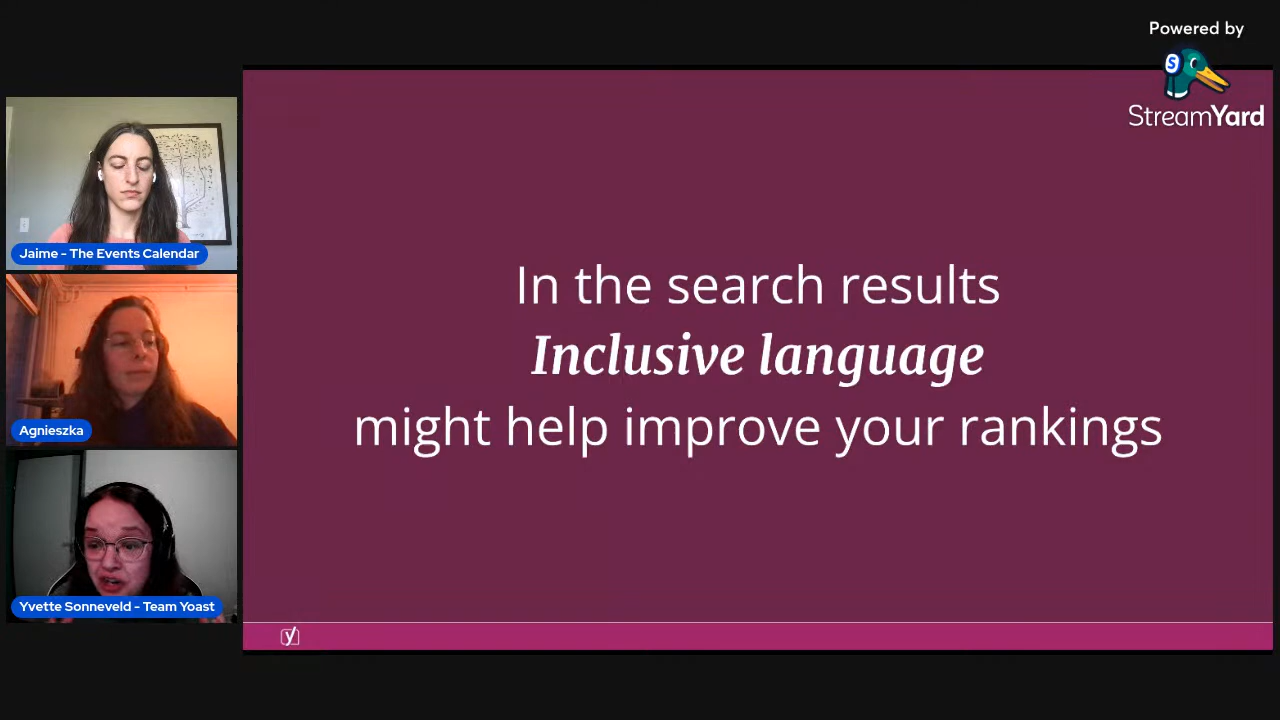 Powered by
StreamYard
Jaime - The Events Calendar
Agnieszka
Yvette Sonneveld - Team Yoast
In the search results
Inclusive language
might help improve your rankings
y